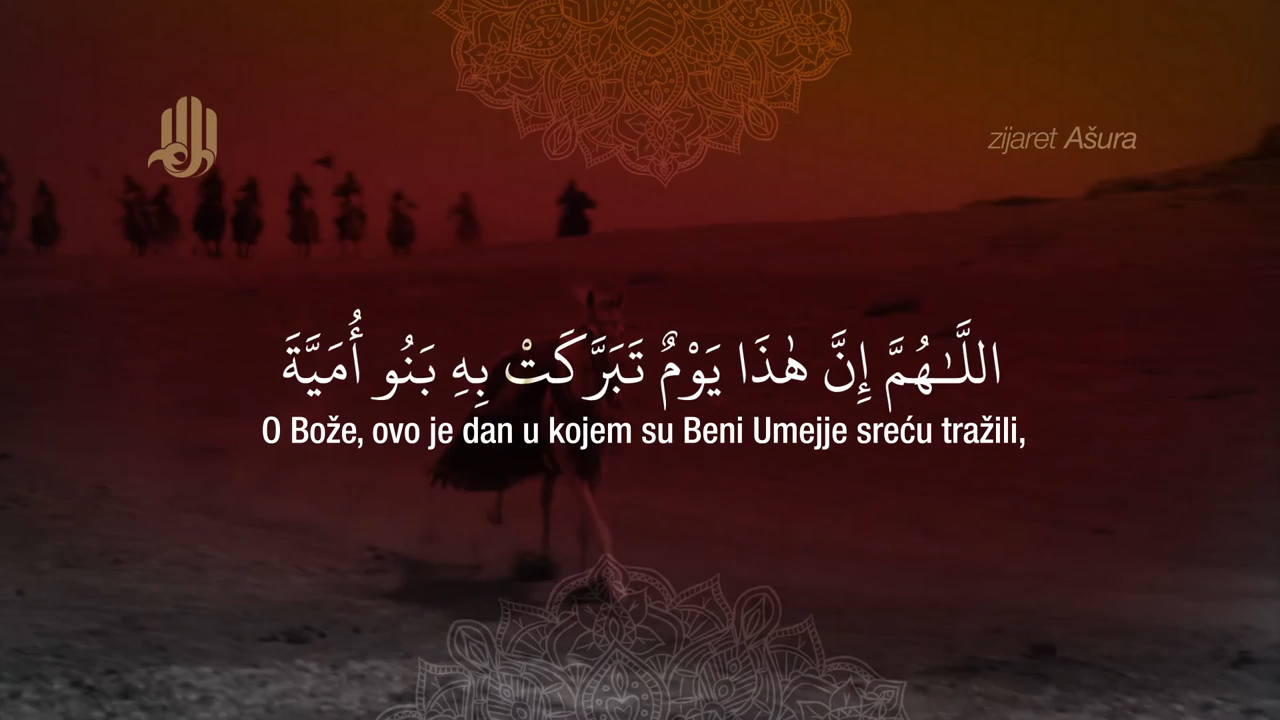 zijaret Ašura
اللَّـٰهُمَّ إِنَّ هٰذَا يَوْمٌ تَبَرَّكَتْ بِهِ بَنُو أُمَيَّةَ
O Bože, ovo je dan u kojem su Beni Umejje sreću tražili,